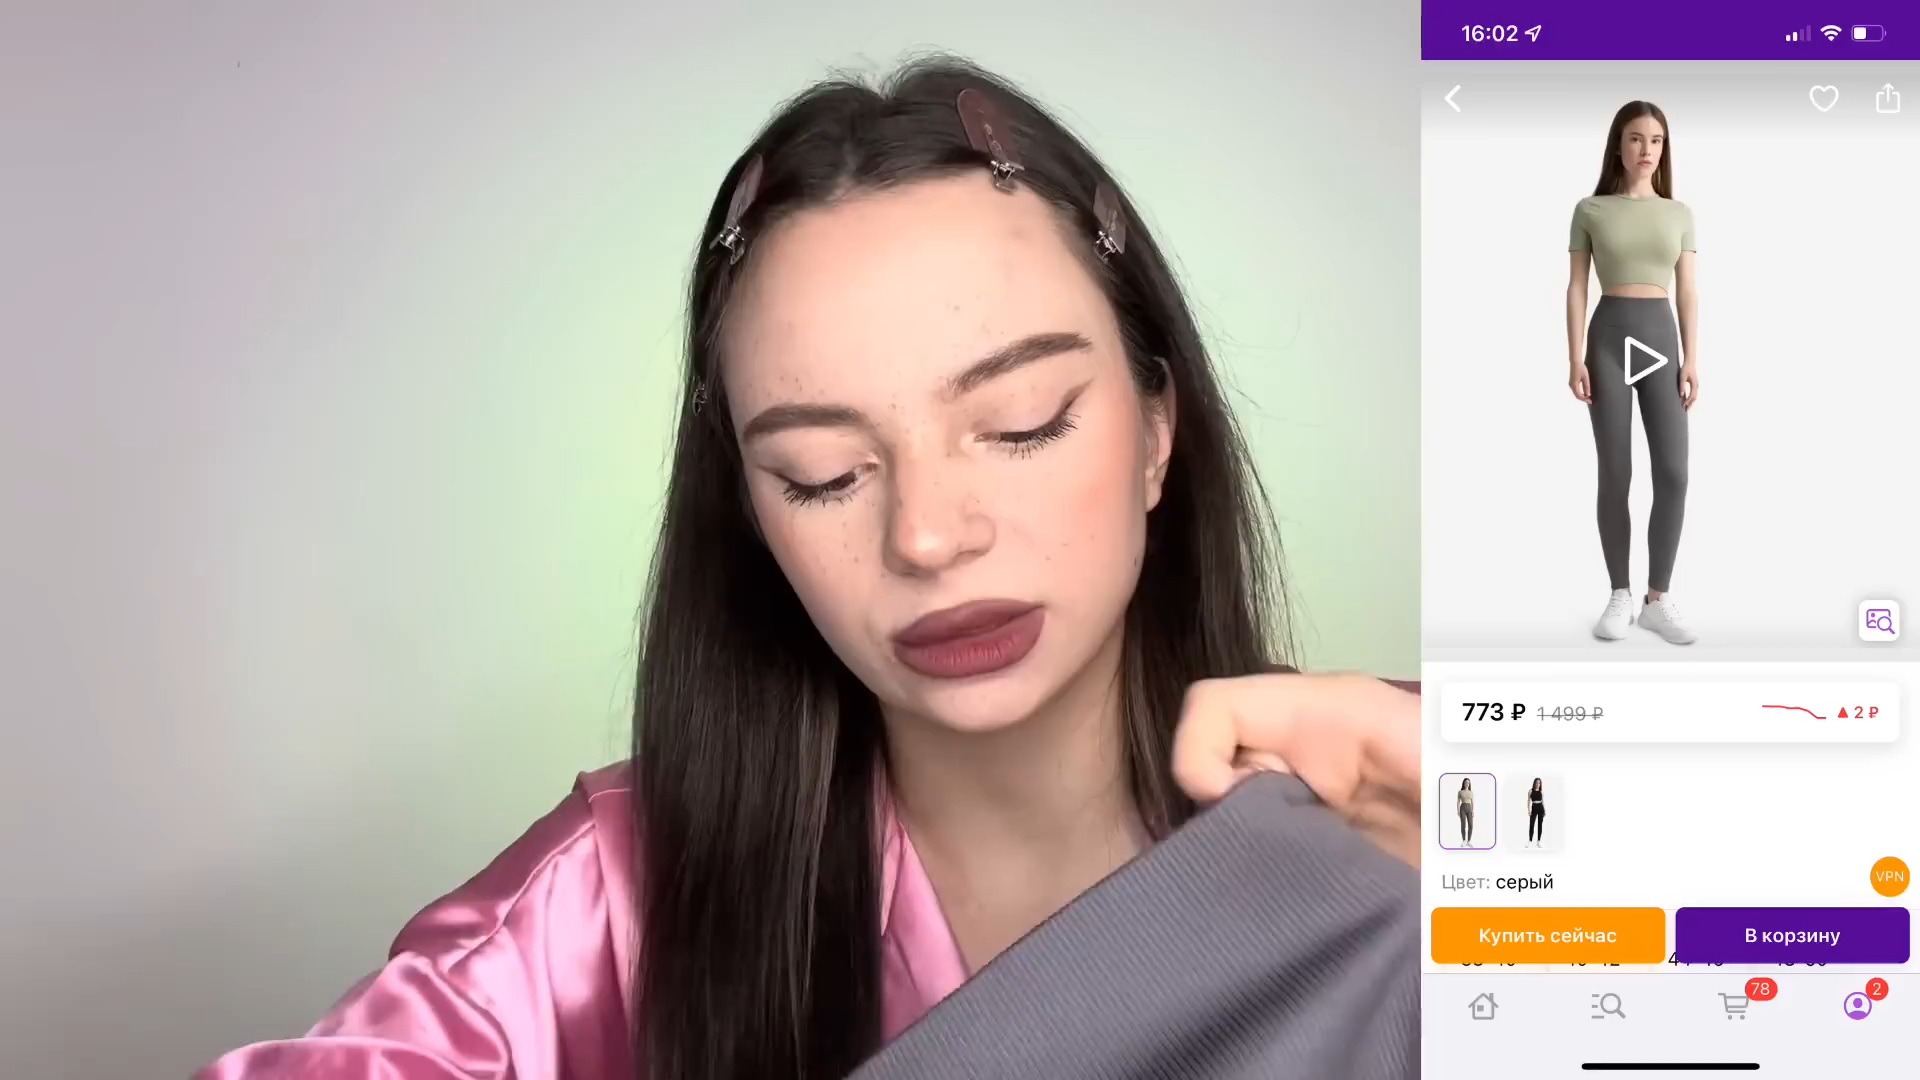 16:02
773 ₽ 1 499 ₽ ▲ 2 ₽
Цвет: серый
VPN
Купить сейчас
В корзину
78
2